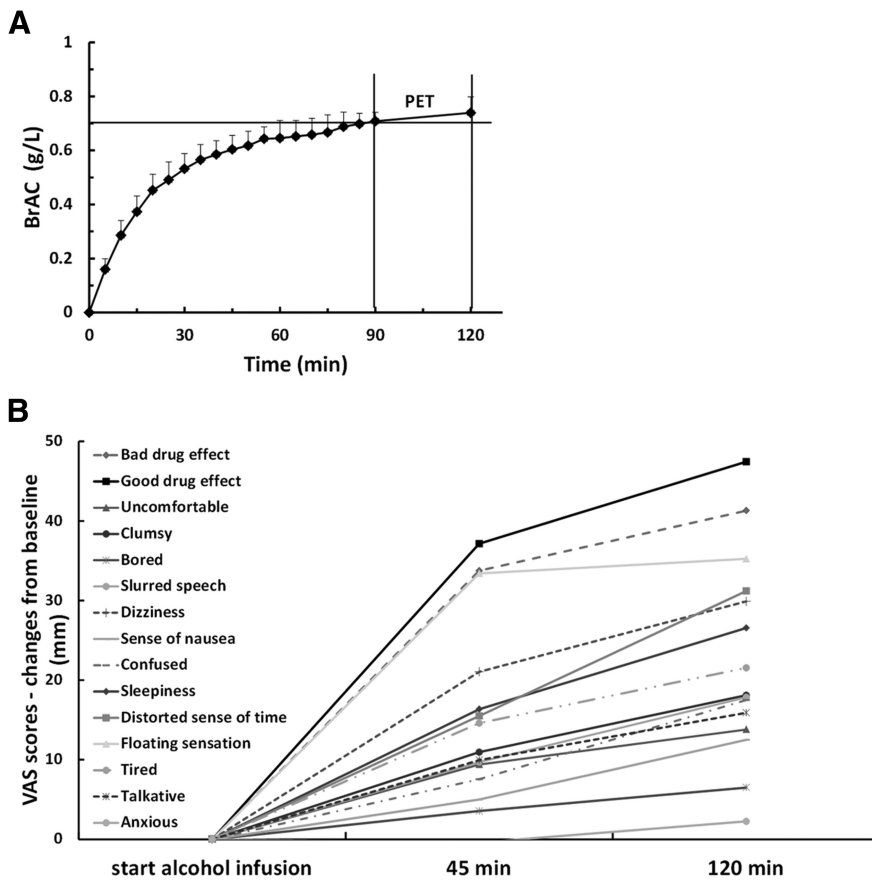 A
1
0.8
0.6
0.4
0.2
0
BrAC (g/L)
PET
0 30 60 90 120
Time (min)
B
VAS scores - changes from baseline
(mm)
50
40
30
20
10
0
Bad drug effect
Good drug effect
Uncomfortable
Clumsy
Bored
Slurred speech
Dizziness
Sense of nausea
Confused
Sleepiness
Distorted sense of time
Floating sensation
Tired
Talkative
Anxious
start alcohol infusion 45 min 120 min